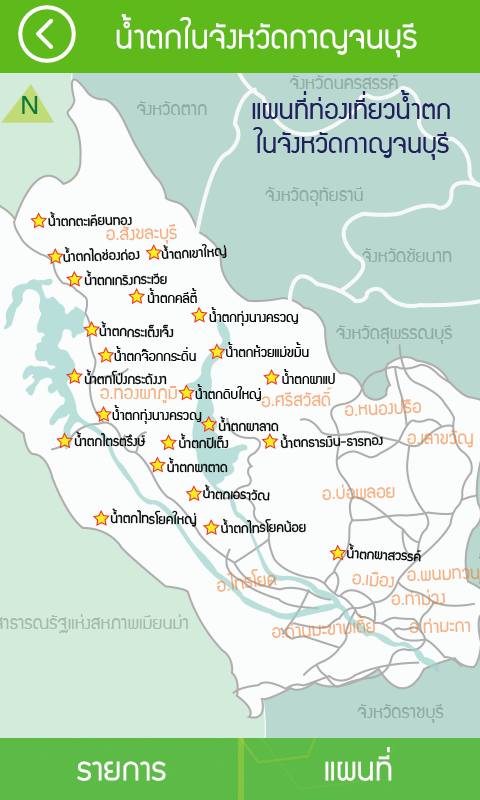 น้ำตกในจังหวัดกาญจนบุรี
จังหวัดนครสวรรค์
จังหวัดตาก
N
แผนที่ท่องเที่ยวน้ำตก
ในจังหวัดกาญจนบุรี
จังหวัดอุทัยธานี
น้ำตกตะเคียนทอง
อ.สังขละบุรี
น้ำตกไดช่องถ่อง
น้ำตกเขาใหญ่
จังหวัดชัยนาท
น้ำตกเกริงกระเวีย
น้ำตกคลีตี้
น้ำตกทุ่งนางครวญ
น้ำตกกระเต็งเจ็ง
จังหวัดสุพรรณบุรี
น้ำตกจ๊อกกระดิ่น
น้ำตกห้วยแม่ขมิ้น
น้ำตกโป่งกระดังงา
น้ำตกผาแป
อ.ทองผาภูมิ
น้ำตกดิบใหญ่
อ.ศรีสวัสดิ์
อ.หนองปรือ
น้ำตกทุ่งนางครวญ
น้ำตกผาลาด
น้ำตกไตรตรึงษ์
น้ำตกปีเต็ง
น้ำตกธารเงิน-ธารทอง
อ.เลาขวัญ
น้ำตกผาตาด
น้ำตกเอราวัณ
อ.บ่อพลอย
น้ำตกไทรโยคใหญ่
น้ำตกไทรโยคน้อย
น้ำตกผาสวรรค์
อ.ไทรโยค
อ.เมือง
อ.พนมทวน
อ.ท่าม่วง
สาธารณรัฐแห่งสหภาพเมียนม่า
อ.ด่านมะขามเตี้ย
อ.ท่ามะกา
จังหวัดราชบุรี
รายการ
แผนที่